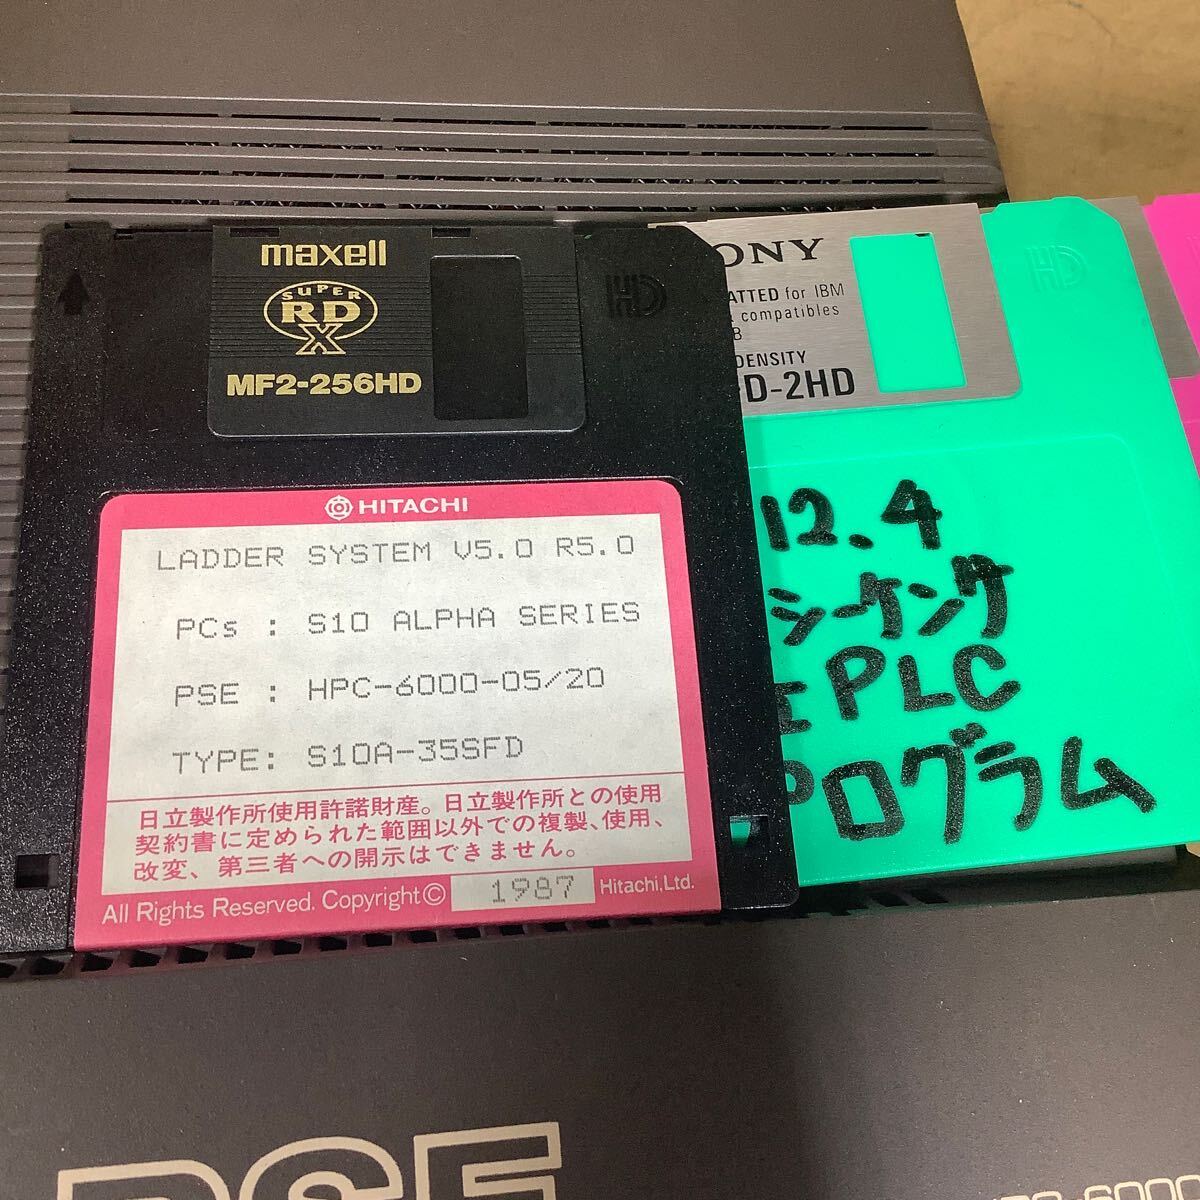 maxell
SUPER
RD
X
MF2-256HD
HD
HITACHI
LADDER SYSTEM V5.0 R5.0
PCs : S10 ALPHA SERIES
PSE : HPC-6000-05/20
TYPE: S10A-35SFD
日立製作所使用許諾財産。日立製作所との使用
契約書に定められた範囲以外での複製、使用、
改変、第三者への開示はできません。
All Rights Reserved. Copyright© 1987 Hitachi, Ltd.
ONY
ATTED for IBM
compatibles
B
DENSITY
D-2HD
HD
12.4
シーケンサ
PLC
プログラム
PSE
6000